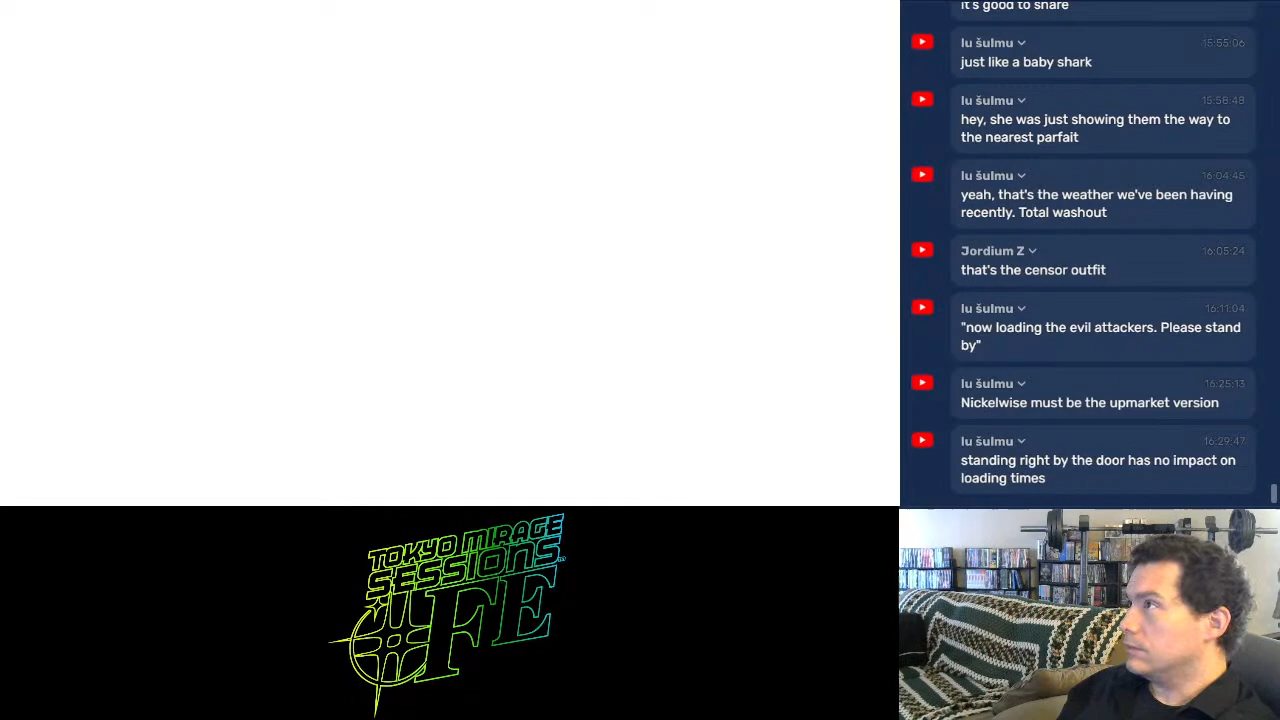 it's good to share
lu šulmu 15:55:06
just like a baby shark
lu šulmu 15:58:48
hey, she was just showing them the way to
the nearest parfait
lu šulmu 16:04:45
yeah, that's the weather we've been having
recently. Total washout
Jordium Z 16:05:24
that's the censor outfit
lu šulmu 16:11:04
"now loading the evil attackers. Please stand
by"
lu šulmu 16:25:13
Nickelwise must be the upmarket version
lu šulmu 16:29:47
standing right by the door has no impact on
loading times
TOKYO MIRAGE
SESSIONS
#FE